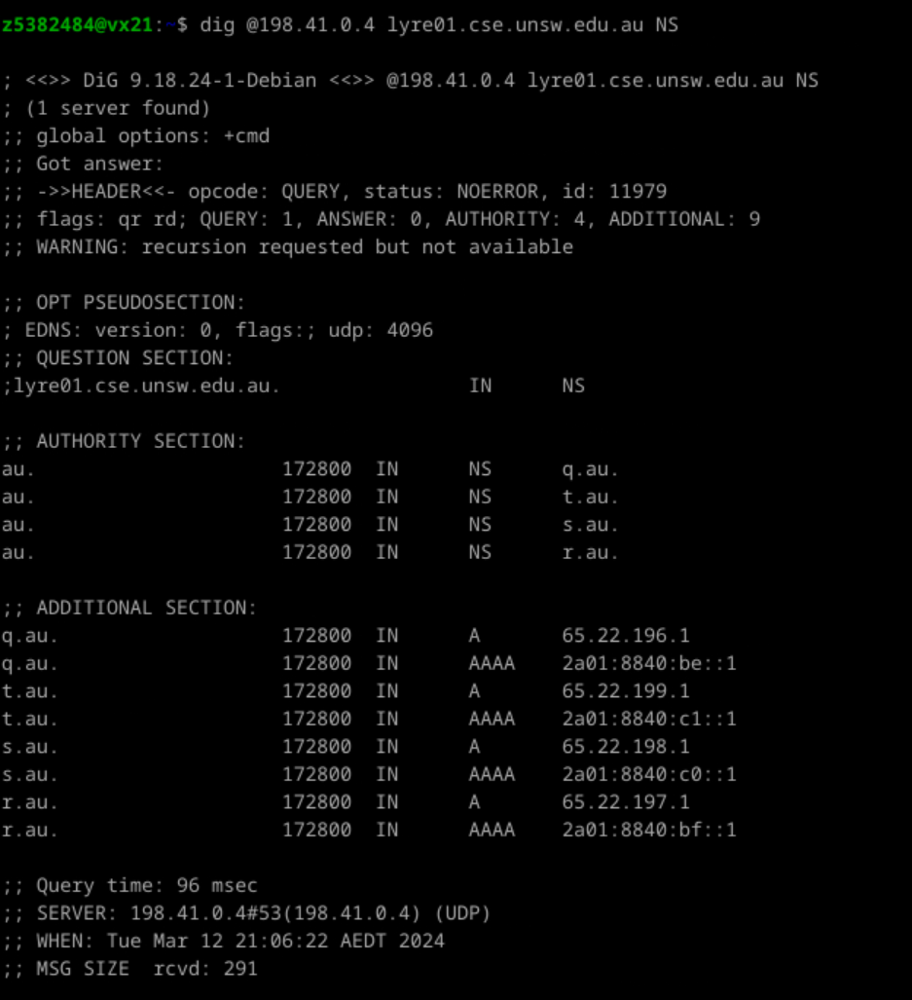 z5382484@vx21:~$ dig @198.41.0.4 lyre01.cse.unsw.edu.au NS
; <<>> DiG 9.18.24-1-Debian <<>> @198.41.0.4 lyre01.cse.unsw.edu.au NS
; (1 server found)
;; global options: +cmd
;; Got answer:
;; ->>HEADER<<- opcode: QUERY, status: NOERROR, id: 11979
;; flags: qr rd; QUERY: 1, ANSWER: 0, AUTHORITY: 4, ADDITIONAL: 9
;; WARNING: recursion requested but not available
;; OPT PSEUDOSECTION:
; EDNS: version: 0, flags:; udp: 4096
;; QUESTION SECTION:
;lyre01.cse.unsw.edu.au. IN NS
;; AUTHORITY SECTION:
au. 172800 IN NS q.au.
au. 172800 IN NS t.au.
au. 172800 IN NS s.au.
au. 172800 IN NS r.au.
;; ADDITIONAL SECTION:
q.au. 172800 IN A 65.22.196.1
q.au. 172800 IN AAAA 2a01:8840:be::1
t.au. 172800 IN A 65.22.199.1
t.au. 172800 IN AAAA 2a01:8840:c1::1
s.au. 172800 IN A 65.22.198.1
s.au. 172800 IN AAAA 2a01:8840:c0::1
r.au. 172800 IN A 65.22.197.1
r.au. 172800 IN AAAA 2a01:8840:bf::1
;; Query time: 96 msec
;; SERVER: 198.41.0.4#53(198.41.0.4) (UDP)
;; WHEN: Tue Mar 12 21:06:22 AEDT 2024
;; MSG SIZE rcvd: 291